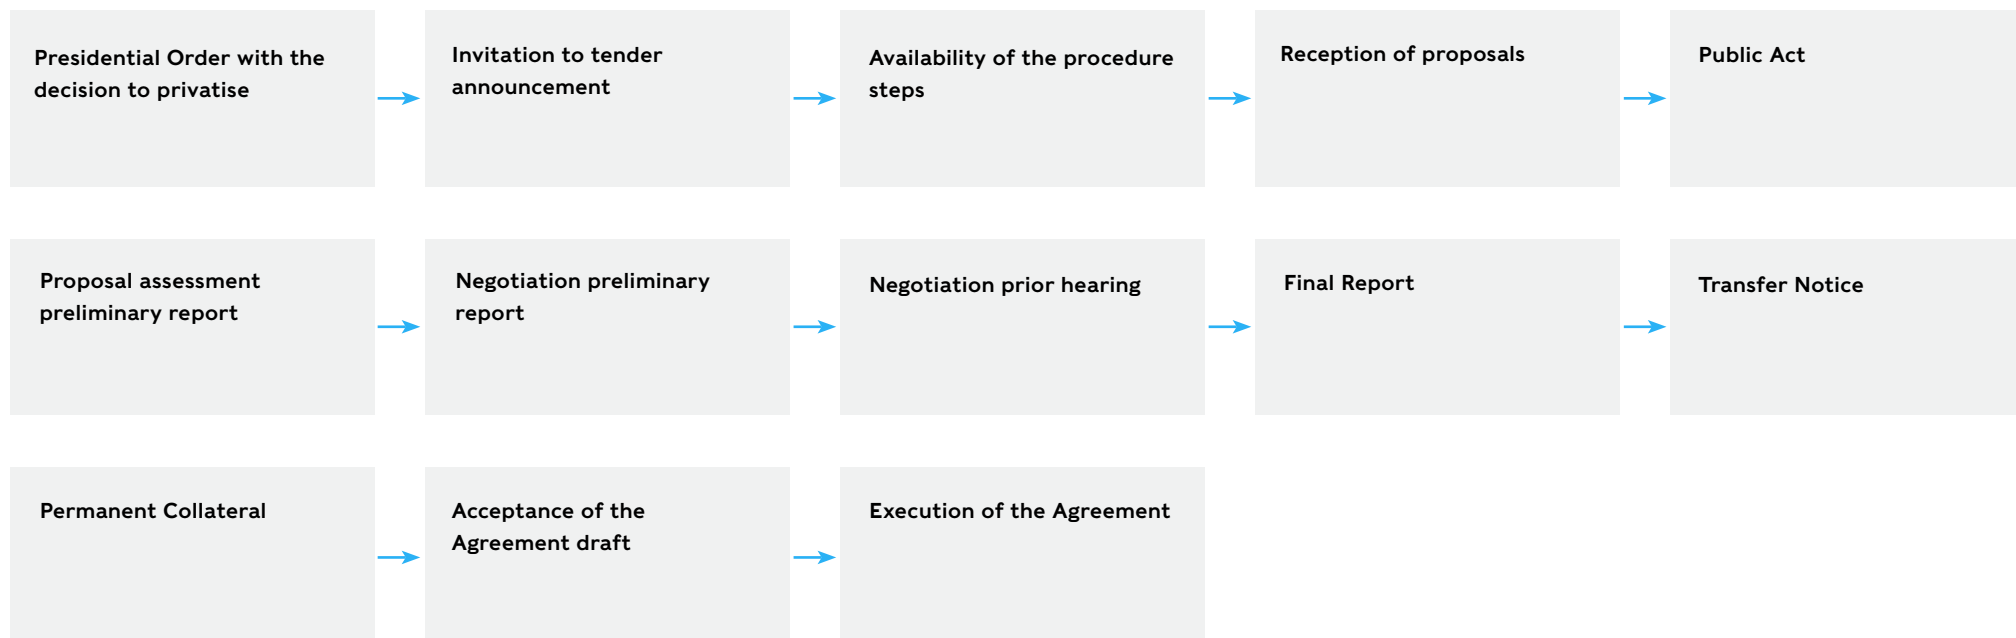 Presidential Order with the
decision to privatise
Invitation to tender
announcement
Availability of the procedure
steps
Reception of proposals
Public Act
Proposal assessment
preliminary report
Negotiation preliminary
report
Negotiation prior hearing
Final Report
Transfer Notice
Permanent Collateral
Acceptance of the
Agreement draft
Execution of the Agreement